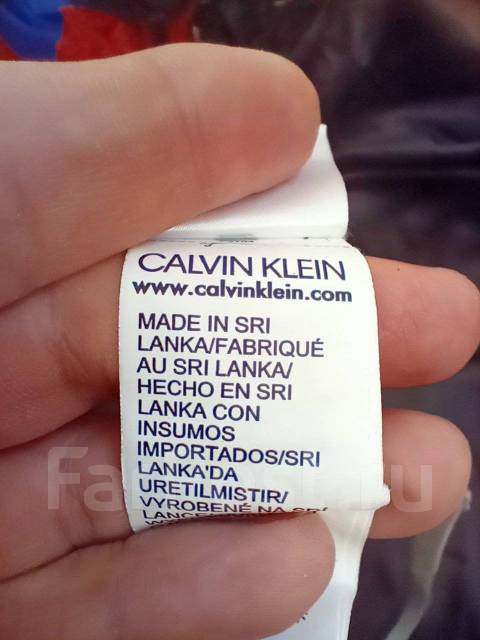 CALVIN KLEIN
www.calvinklein.com
MADE IN SRI
LANKA/FABRIQUÉ
AU SRI LANKA/
HECHO EN SRI
LANKA CON
INSUMOS
IMPORTADOS/SRI
LANKA'DA
URETILMISTIR/
VYROBENÉ NA SRI